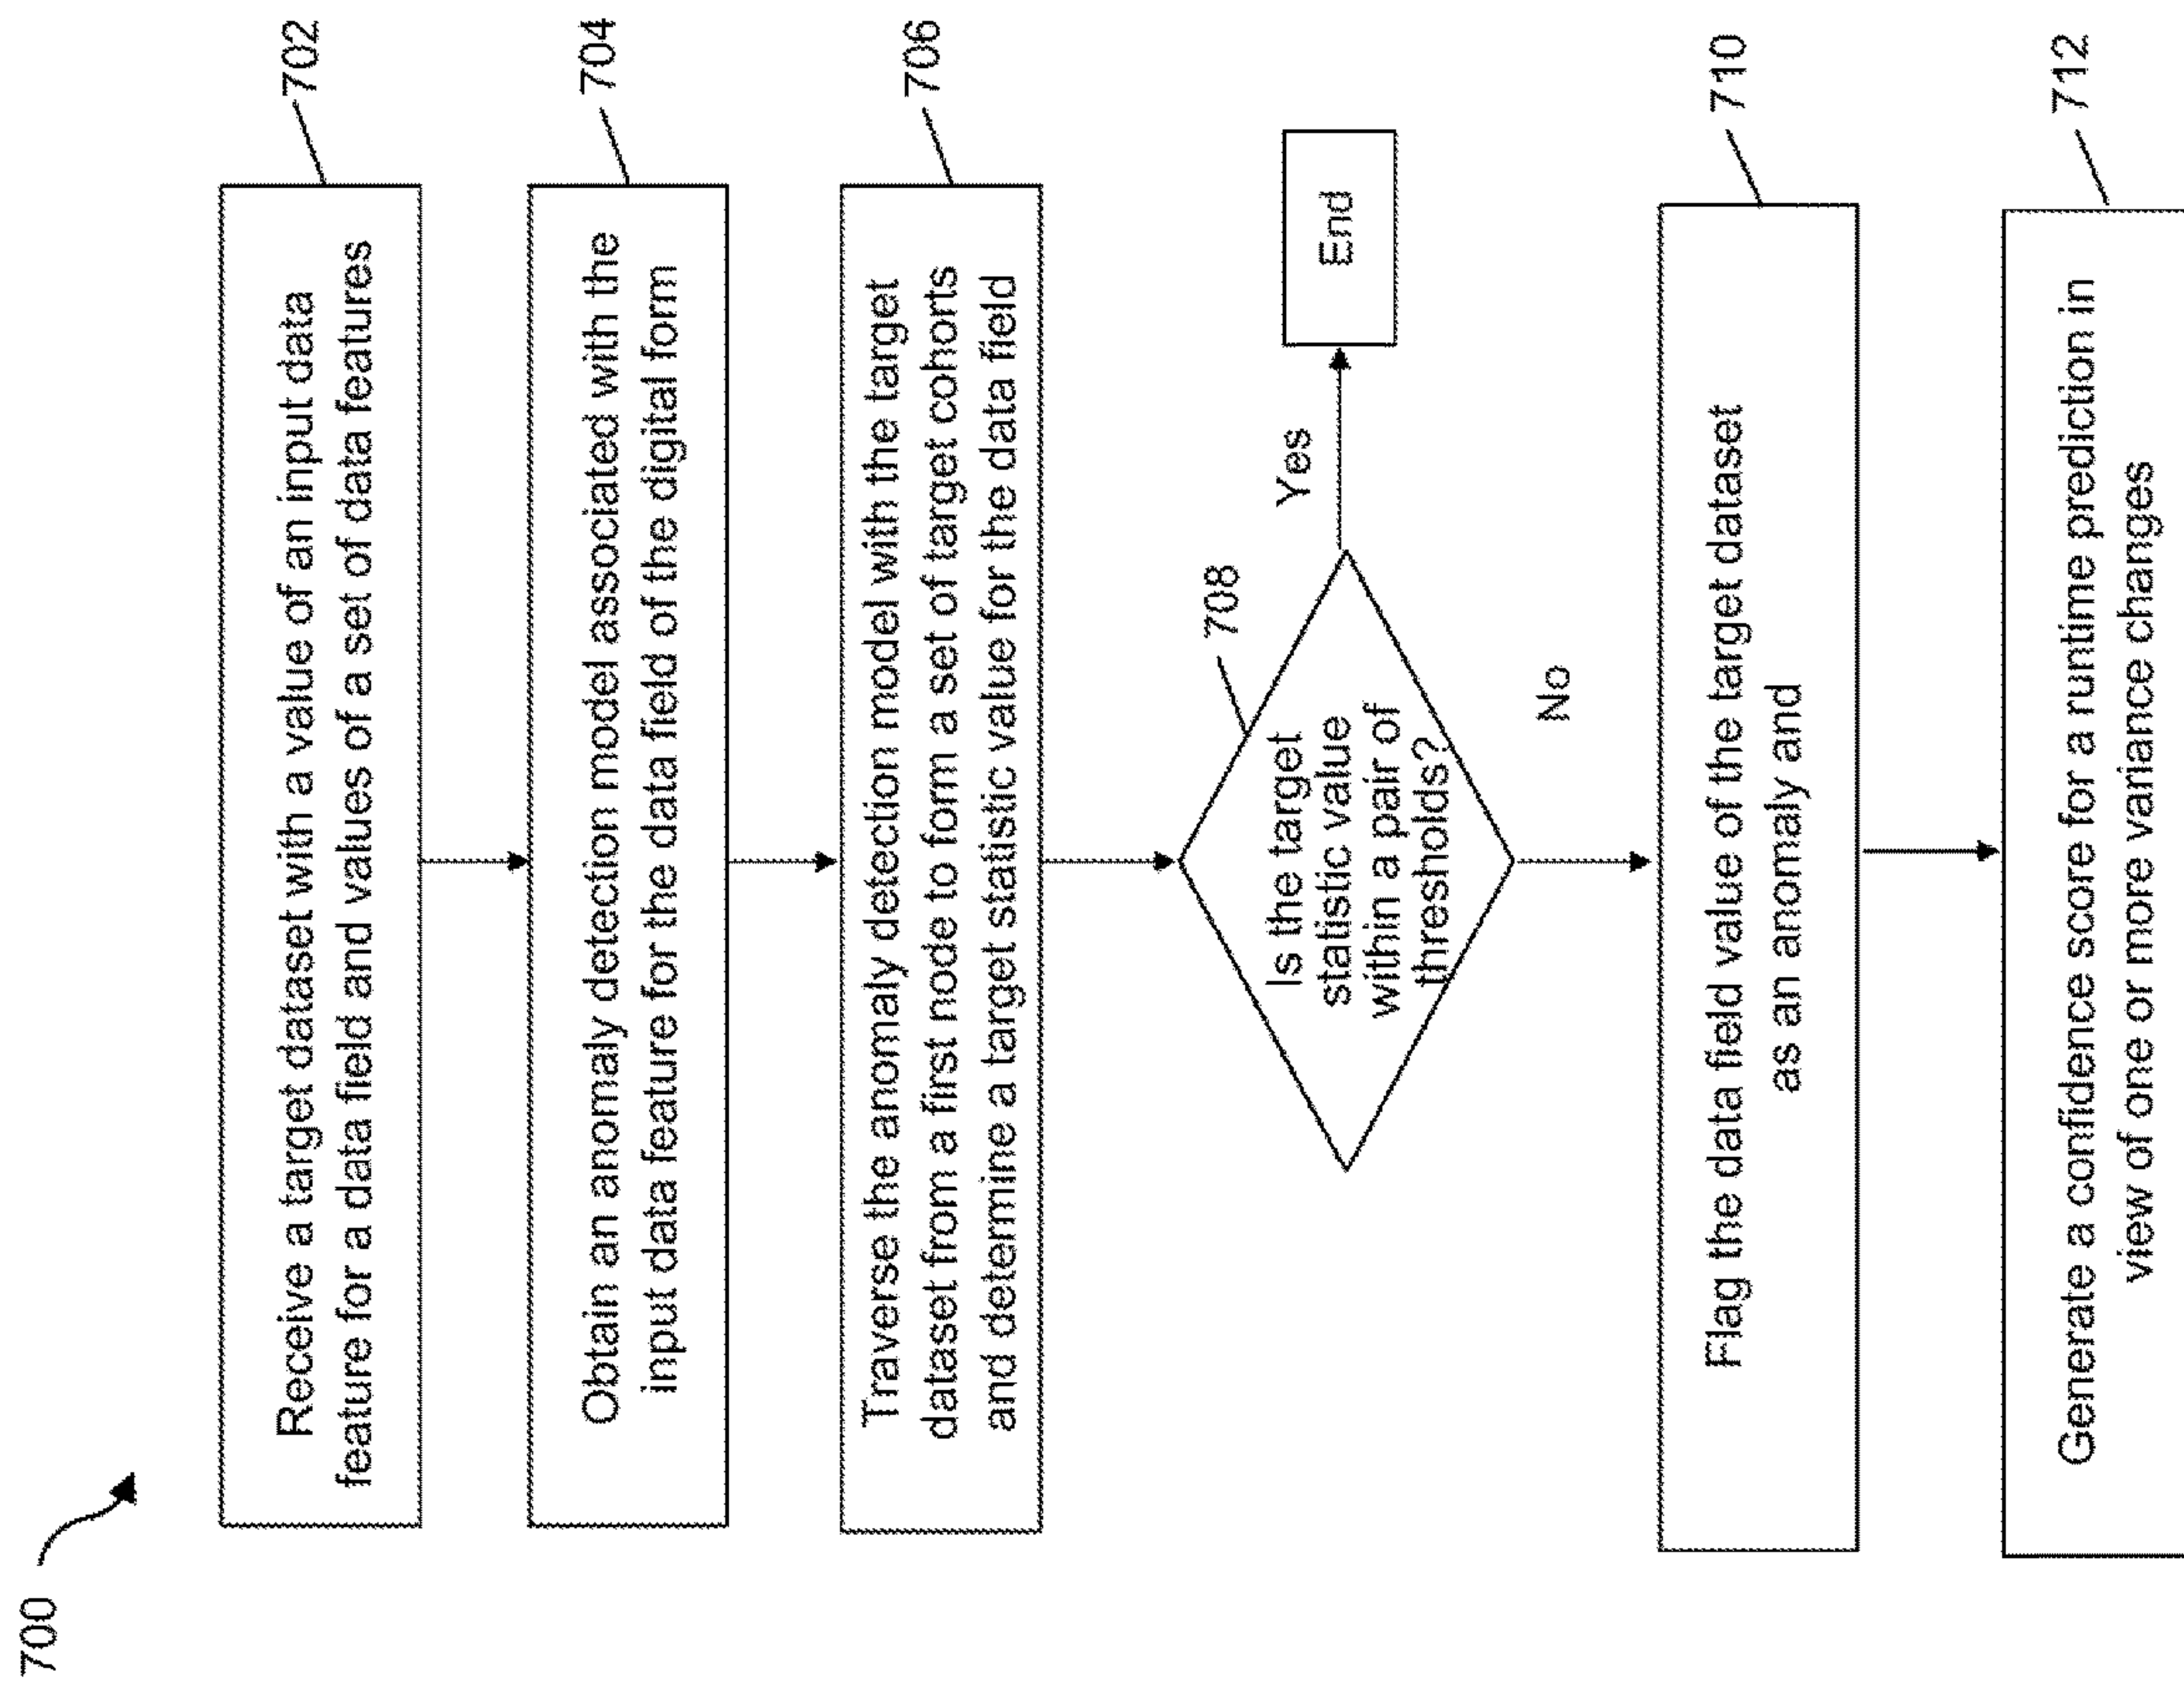 700
702
Receive a target dataset with a value of an input data
feature for a data field and values of a set of data features
704
Obtain an anomaly detection model associated with the
input data feature for the data field of the digital form
706
Traverse the anomaly detection model with the target
dataset from a first node to form a set of target cohorts
and determine a target statistic value for the data field
708
Is the target
statistic value
within a pair of
thresholds?
Yes
End
No
710
Flag the data field value of the target dataset
as an anomaly and
712
Generate a confidence score for a runtime prediction in
view of one or more variance changes